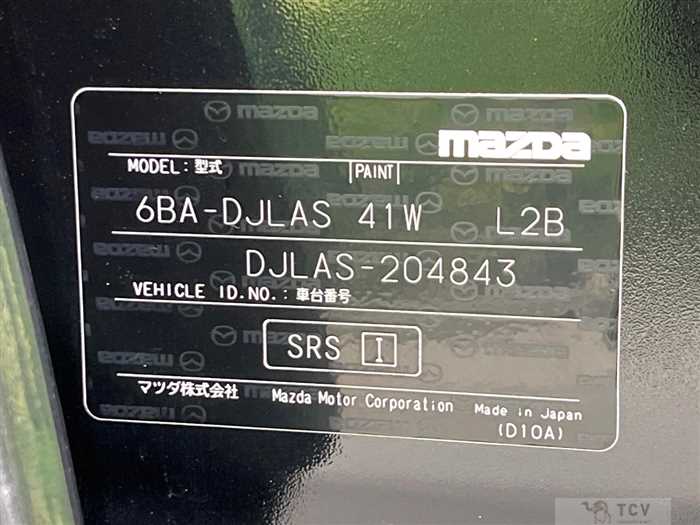 mazda
MODEL: 型式 |PAINT|
6BA-DJLAS 41W L2B
DJLAS-204843
VEHICLE ID.NO.: 車台番号
SRS I
マツダ株式会社 Mazda Motor Corporation Made in Japan
(D10A)
TCV